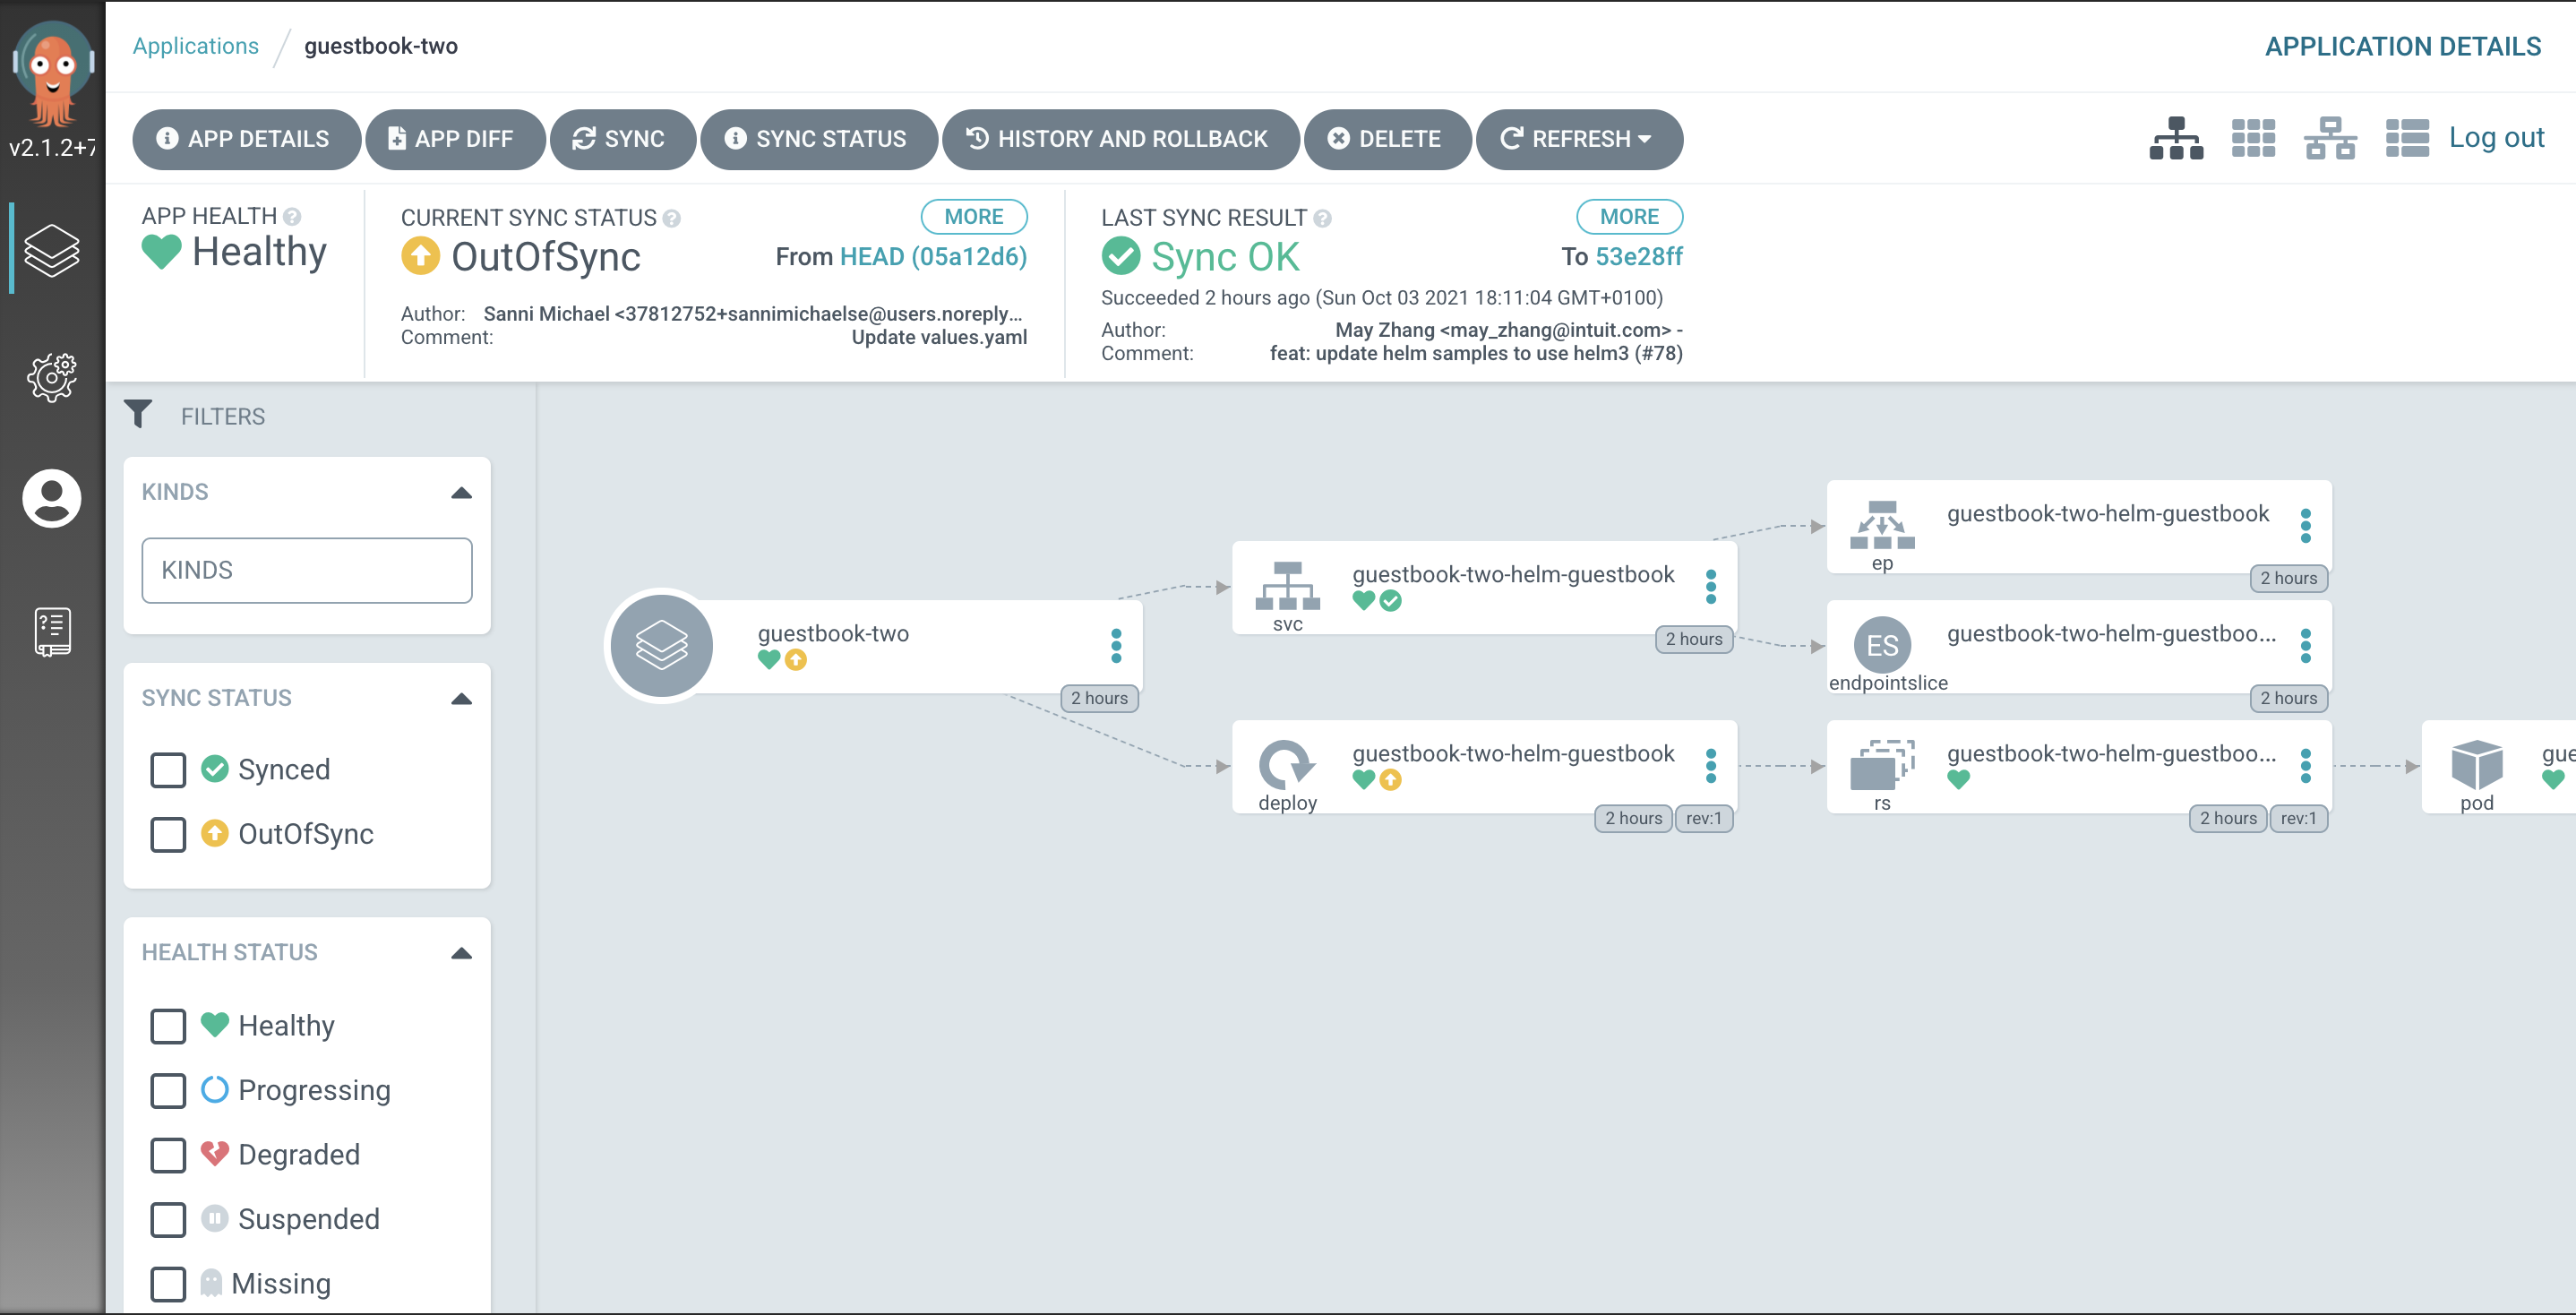 Applications / guestbook-two
APPLICATION DETAILS
v2.1.2+7
APP DETAILS
APP DIFF
SYNC
SYNC STATUS
HISTORY AND ROLLBACK
DELETE
REFRESH
Log out
APP HEALTH
Healthy
CURRENT SYNC STATUS
MORE
OutOfSync
From HEAD (05a12d6)
Author: Sanni Michael <37812752+sannimichaelse@users.noreply...
Comment: Update values.yaml
LAST SYNC RESULT
MORE
Sync OK
To 53e28ff
Succeeded 2 hours ago (Sun Oct 03 2021 18:11:04 GMT+0100)
Author: May Zhang <may_zhang@intuit.com> -
Comment: feat: update helm samples to use helm3 (#78)
FILTERS
KINDS
KINDS
SYNC STATUS
Synced
OutOfSync
HEALTH STATUS
Healthy
Progressing
Degraded
Suspended
Missing
guestbook-two
2 hours
svc
guestbook-two-helm-guestbook
2 hours
deploy
guestbook-two-helm-guestbook
2 hours
rev:1
ep
guestbook-two-helm-guestbook
2 hours
ES
endpointslice
guestbook-two-helm-guestboo...
2 hours
rs
guestbook-two-helm-guestboo...
2 hours
rev:1
pod
gue